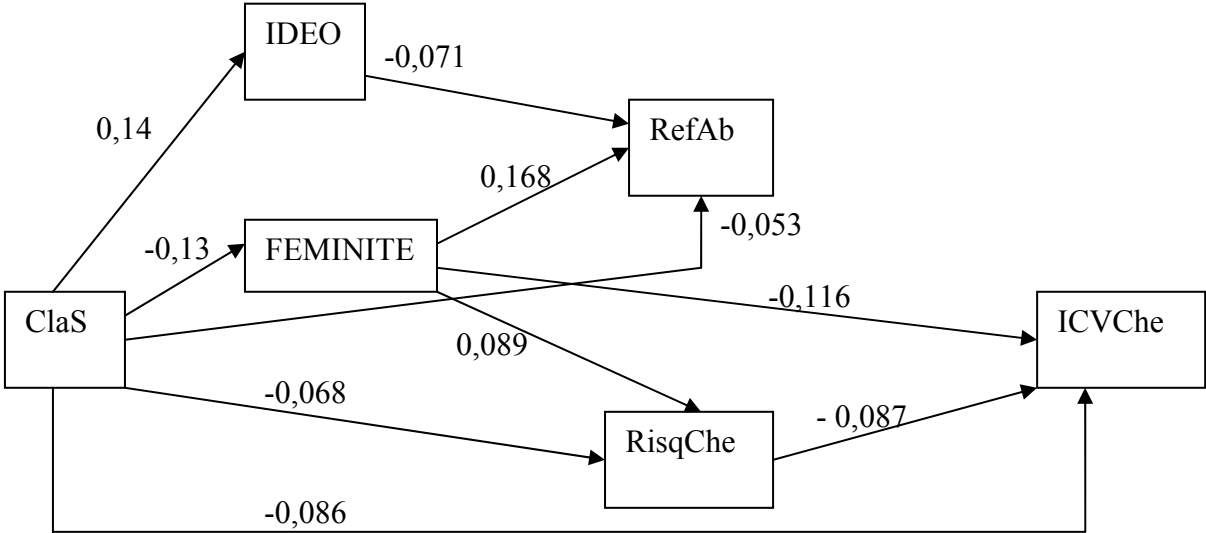 IDEO
-0,071
0,14
RefAb
0,168
-0,053
-0,13
FEMINITE
-0,116
ClaS
ICVChe
0,089
-0,068
- 0,087
RisqChe
-0,086